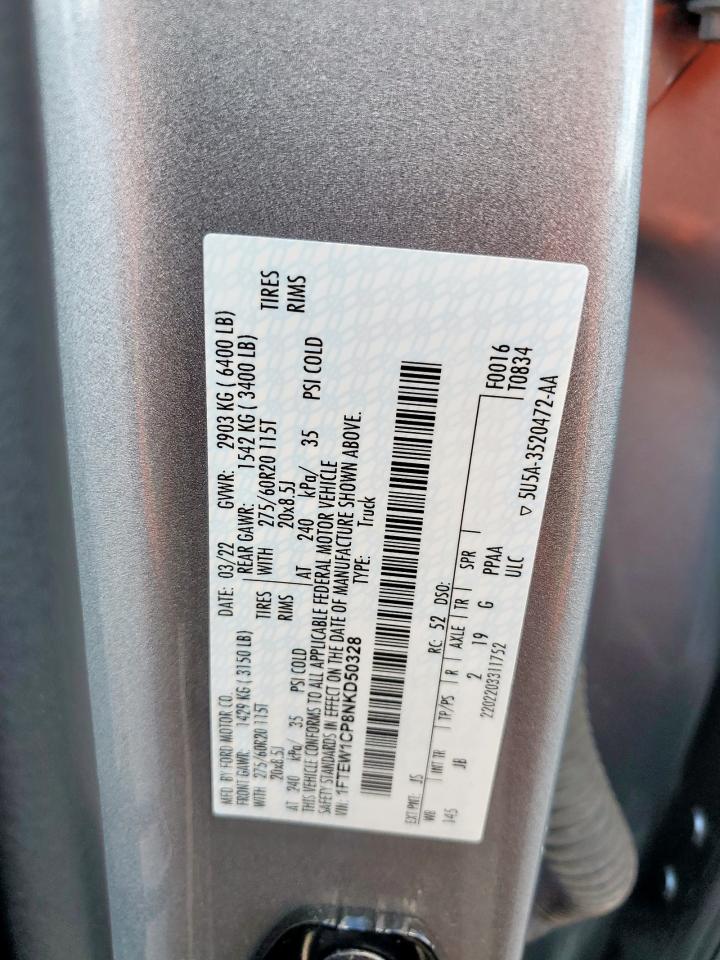 MFD. BY FORD MOTOR CO. DATE: 03/22 GVWR: 2903 KG ( 6400 LB)
FRONT GAWR: 1429 KG ( 3150 LB) REAR GAWR: 1542 KG ( 3400 LB)
WITH 275/60R20 115T TIRES WITH 275/60R20 115T TIRES
20x8.5J RIMS 20x8.5J RIMS
AT 240 kPa/ 35 PSI COLD AT 240 kPa/ 35 PSI COLD
THIS VEHICLE CONFORMS TO ALL APPLICABLE FEDERAL MOTOR VEHICLE
SAFETY STANDARDS IN EFFECT ON THE DATE OF MANUFACTURE SHOWN ABOVE.
VIN: 1FTEW1CP8NKD50328 TYPE: Truck
EXT PNT: JS RC: 52 DSO: F0016
WB INT TR TP/PS R AXLE TR SPR T0834
145 JB 2 19 G PPAA
2202203311752 ULC ▽ 5U5A-3520472-AA